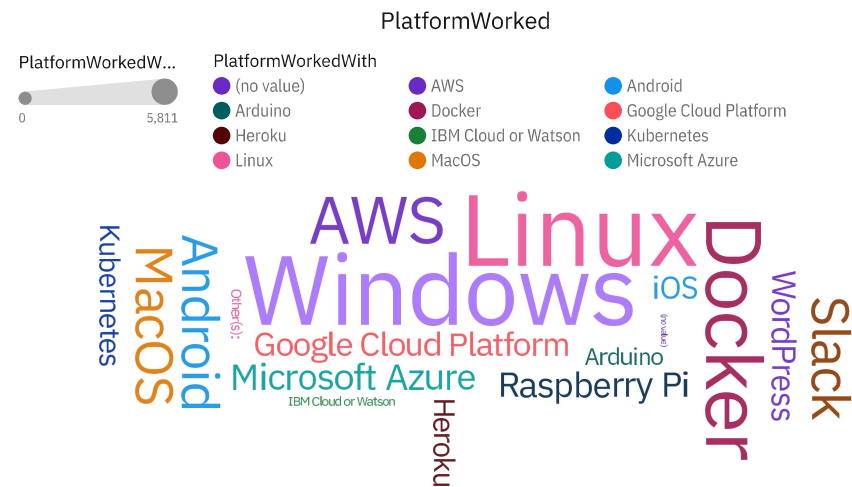 PlatformWorked
PlatformWorkedW...
0 5,811
PlatformWorkedWith
(no value) AWS Android
Arduino Docker Google Cloud Platform
Heroku IBM Cloud or Watson Kubernetes
Linux MacOS Microsoft Azure
AWS
Linux
Windows
Docker
Kubernetes
MacOS
Android
Other(s):
iOS
(no value)
WordPress
Slack
Google Cloud Platform
Arduino
Microsoft Azure
Raspberry Pi
IBM Cloud or Watson
Heroku